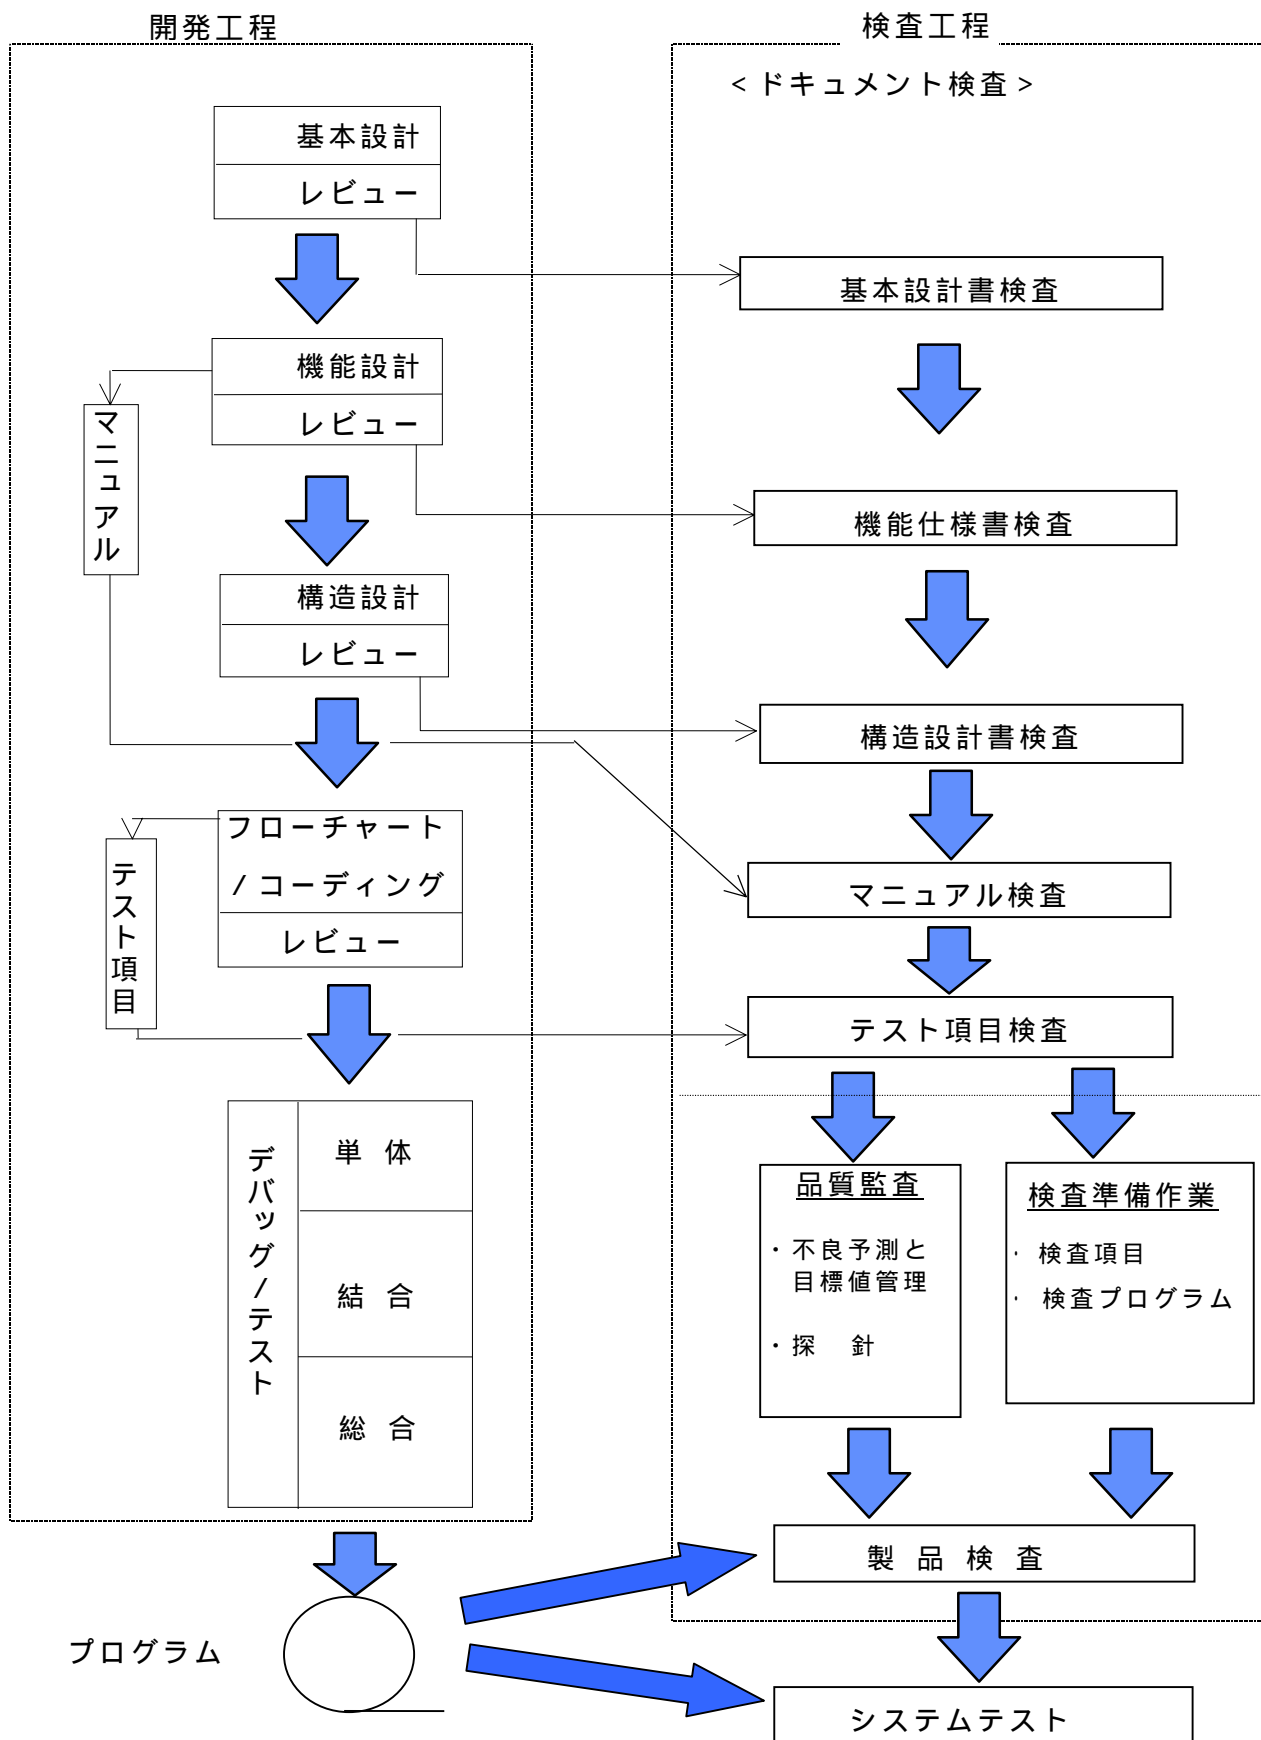 開発工程
基本設計
レビュー
機能設計
レビュー
マニュアル
構造設計
レビュー
フローチャート
/コーディング
レビュー
テスト項目
デバッグ/テスト
単 体
結 合
総 合
プログラム
検査工程
<ドキュメント検査>
基本設計書検査
機能仕様書検査
構造設計書検査
マニュアル検査
テスト項目検査
品質監査
・不良予測と
目標値管理
・探 針
検査準備作業
・ 検査項目
・ 検査プログラム
製 品 検 査
システムテスト